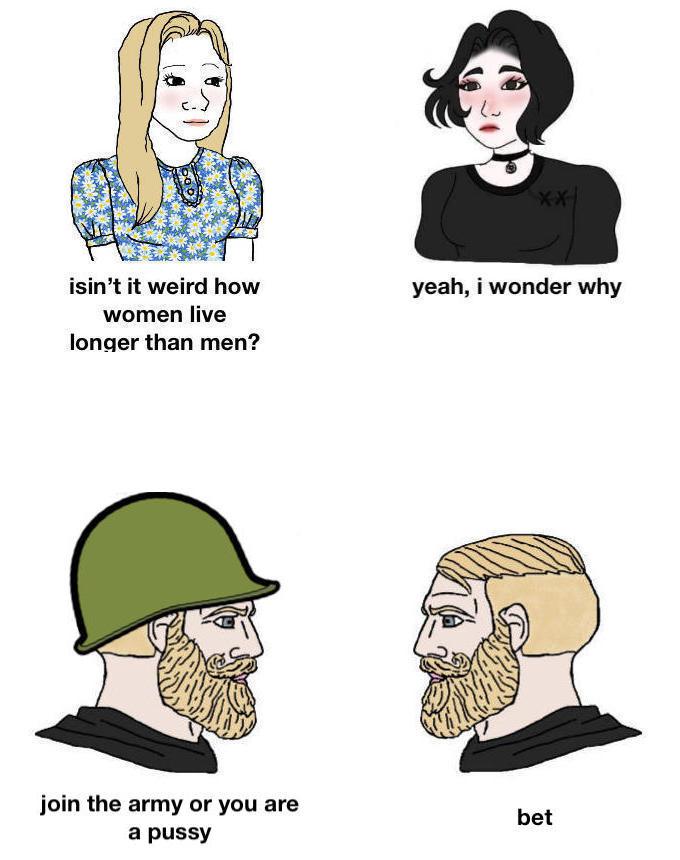 isin't it weird how
women live
longer than men?
yeah, i wonder why
join the army or you are
a pussy
bet